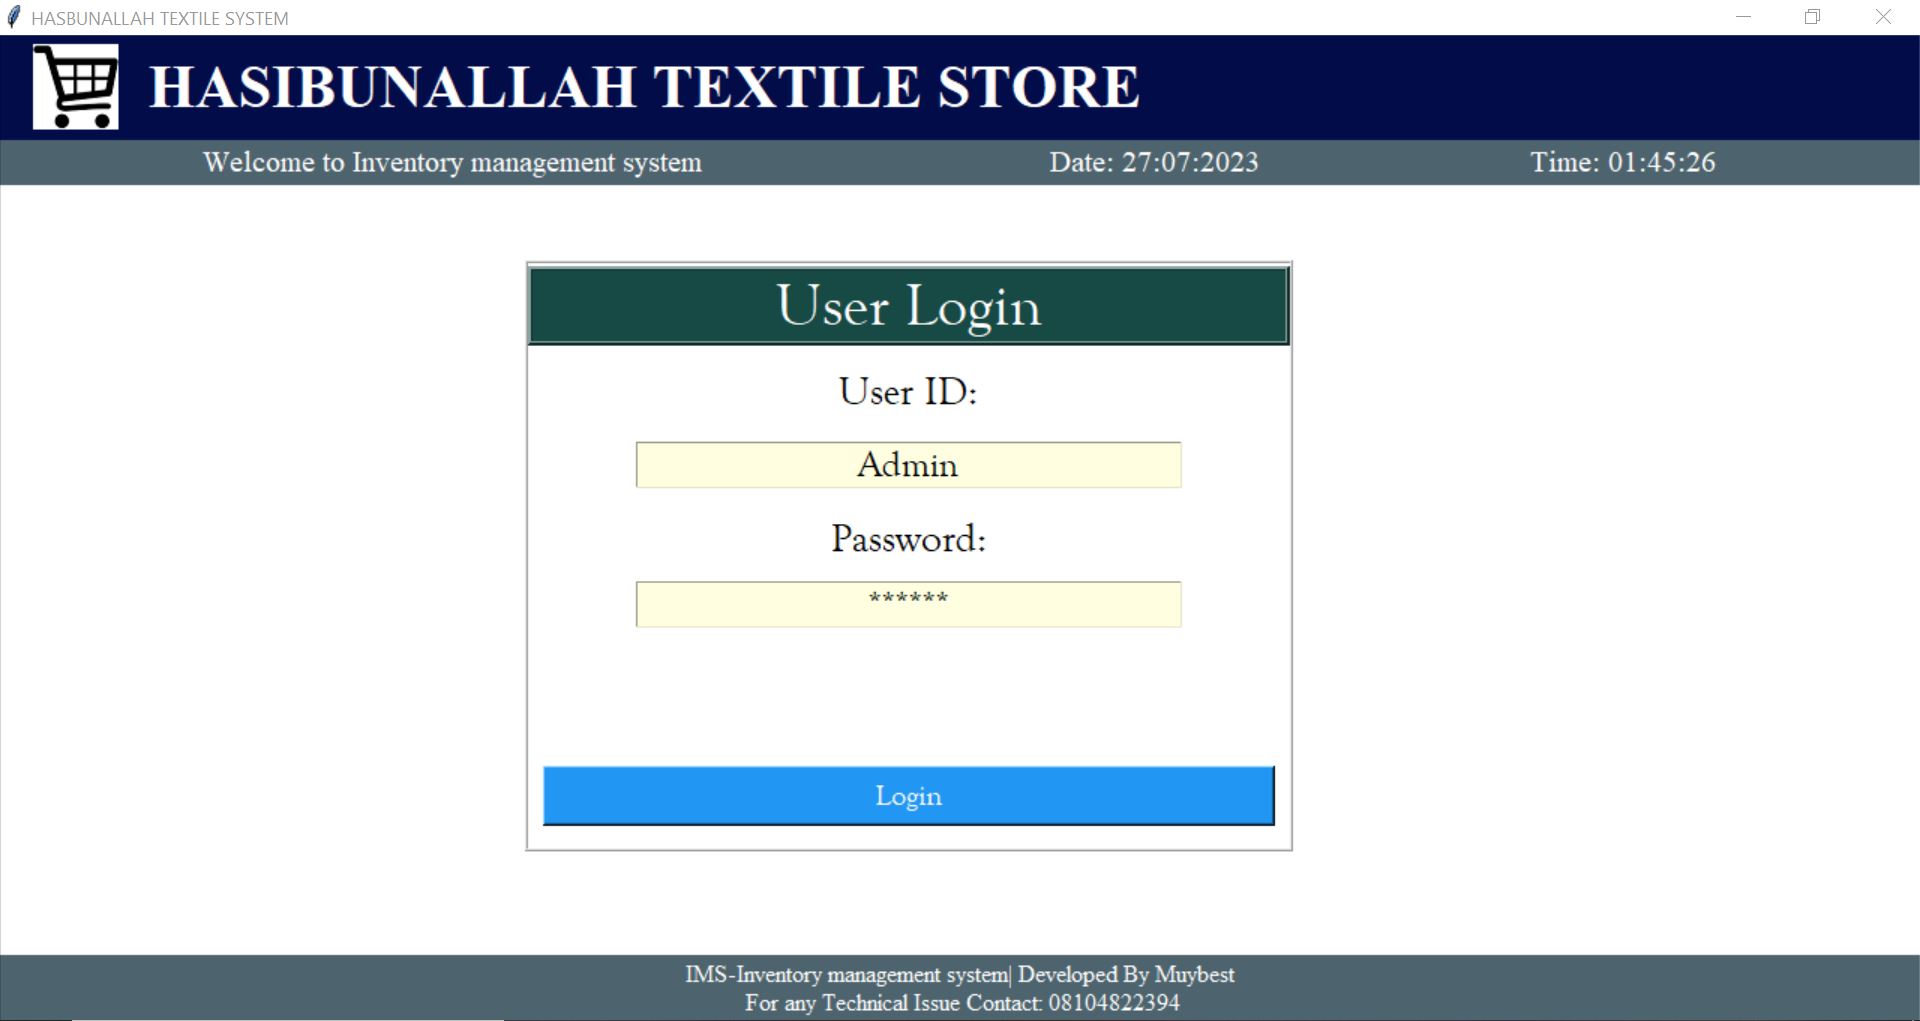 HASBUNALLAH TEXTILE SYSTEM
HASIBUNALLAH TEXTILE STORE
Welcome to Inventory management system Date: 27:07:2023 Time: 01:45:26
User Login
User ID:
Admin
Password:
******
Login
IMS-Inventory management system| Developed By Muybest
For any Technical Issue Contact: 08104822394